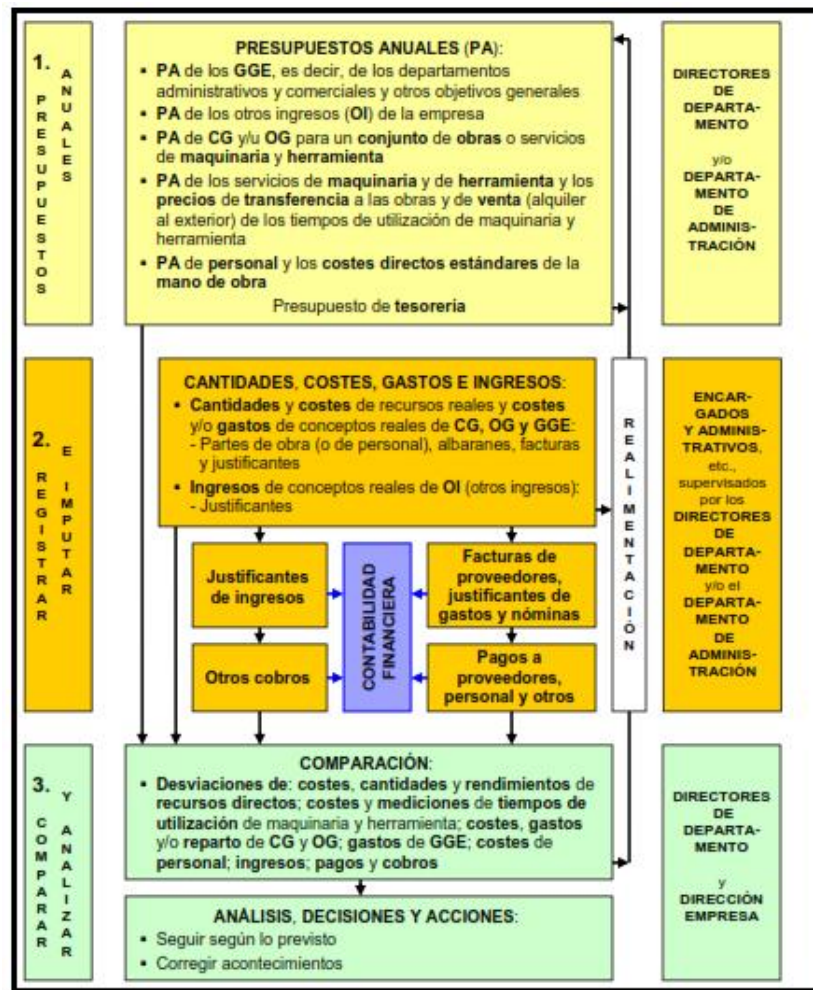 1.
PRESUPUESTOS
ANUALES
PRESUPUESTOS ANUALES (PA):
▪ PA de los GGE, es decir, de los departamentos
administrativos y comerciales y otros objetivos generales
▪ PA de los otros ingresos (OI) de la empresa
▪ PA de CG y/u OG para un conjunto de obras o servicios
de maquinaria y herramienta
▪ PA de los servicios de maquinaria y de herramienta y los
precios de transferencia a las obras y de venta (alquiler
al exterior) de los tiempos de utilización de maquinaria y
herramienta
▪ PA de personal y los costes directos estándares de la
mano de obra
Presupuesto de tesorería
DIRECTORES
DE
DEPARTA-
MENTO
y/o
DEPARTA-
MENTO
DE
ADMINIS-
TRACIÓN
2.
REGISTRAR
E IMPUTAR
CANTIDADES, COSTES, GASTOS E INGRESOS:
▪ Cantidades y costes de recursos reales y costes
y/o gastos de conceptos reales de CG, OG y GGE:
- Partes de obra (o de personal), albaranes, facturas
y justificantes
▪ Ingresos de conceptos reales de OI (otros ingresos):
- Justificantes
Justificantes
de ingresos
Otros cobros
CONTABILIDAD
FINANCIERA
Facturas de
proveedores,
justificantes de
gastos y nóminas
Pagos a
proveedores,
personal y otros
REALIMENTACIÓN
ENCAR-
GADOS
Y ADMINIS-
TRATIVOS,
etc.,
supervisados
por los
DIRECTORES
DE
DEPARTA-
MENTO
y/o el
DEPARTA-
MENTO
DE
ADMINIS-
TRACIÓN
3.
COMPARAR
Y ANALIZAR
COMPARACIÓN:
▪ Desviaciones de: costes, cantidades y rendimientos de
recursos directos; costes y mediciones de tiempos de
utilización de maquinaria y herramienta; costes, gastos
y/o reparto de CG y OG; gastos de GGE; costes de
personal; ingresos; pagos y cobros
ANÁLISIS, DECISIONES Y ACCIONES:
▪ Seguir según lo previsto
▪ Corregir acontecimientos
DIRECTORES
DE
DEPARTA-
MENTO
y
DIRECCIÓN
EMPRESA